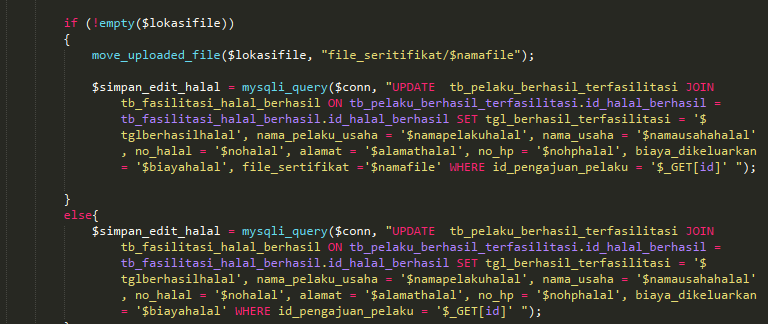 if (!empty($lokasifile))
{
move_uploaded_file($lokasifile, "file_seritifikat/$namafile");
$simpan_edit_halal = mysqli_query($conn, "UPDATE  tb_pelaku_berhasil_terfasilitasi JOIN
tb_fasilitasi_halal_berhasil ON tb_pelaku_berhasil_terfasilitasi.id_halal_berhasil =
tb_fasilitasi_halal_berhasil.id_halal_berhasil SET tgl_berhasil_terfasilitasi = '$
tglberhasilhalal', nama_pelaku_usaha = '$namapelakuhalal', nama_usaha = '$namausahahalal'
, no_halal = '$nohalal', alamat = '$alamathalal', no_hp = '$nohphalal', biaya_dikeluarkan
= '$biayahalal', file_sertifikat ='$namafile' WHERE id_pengajuan_pelaku = '$_GET[id]' ");
}
else{
$simpan_edit_halal = mysqli_query($conn, "UPDATE  tb_pelaku_berhasil_terfasilitasi JOIN
tb_fasilitasi_halal_berhasil ON tb_pelaku_berhasil_terfasilitasi.id_halal_berhasil =
tb_fasilitasi_halal_berhasil.id_halal_berhasil SET tgl_berhasil_terfasilitasi = '$
tglberhasilhalal', nama_pelaku_usaha = '$namapelakuhalal', nama_usaha = '$namausahahalal'
, no_halal = '$nohalal', alamat = '$alamathalal', no_hp = '$nohphalal', biaya_dikeluarkan
= '$biayahalal' WHERE id_pengajuan_pelaku = '$_GET[id]' ");